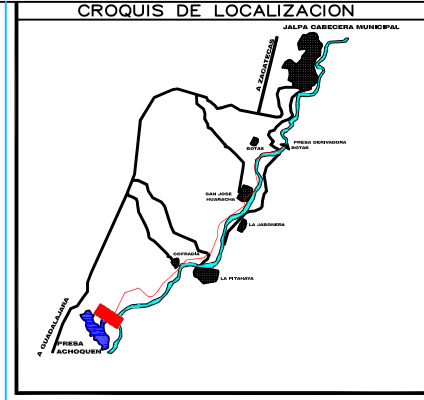 CROQUIS DE LOCALIZACION
JALPA CABECERA MUNICIPAL
A ZACATECAS
PRESA DERIVADORA
BOTAS
BOTAS
SAN JOSE
HUARACHA
LA JABONERA
COFRADIA
LA PITAHAYA
A GUADALAJARA
PRESA
ACHOQUEN